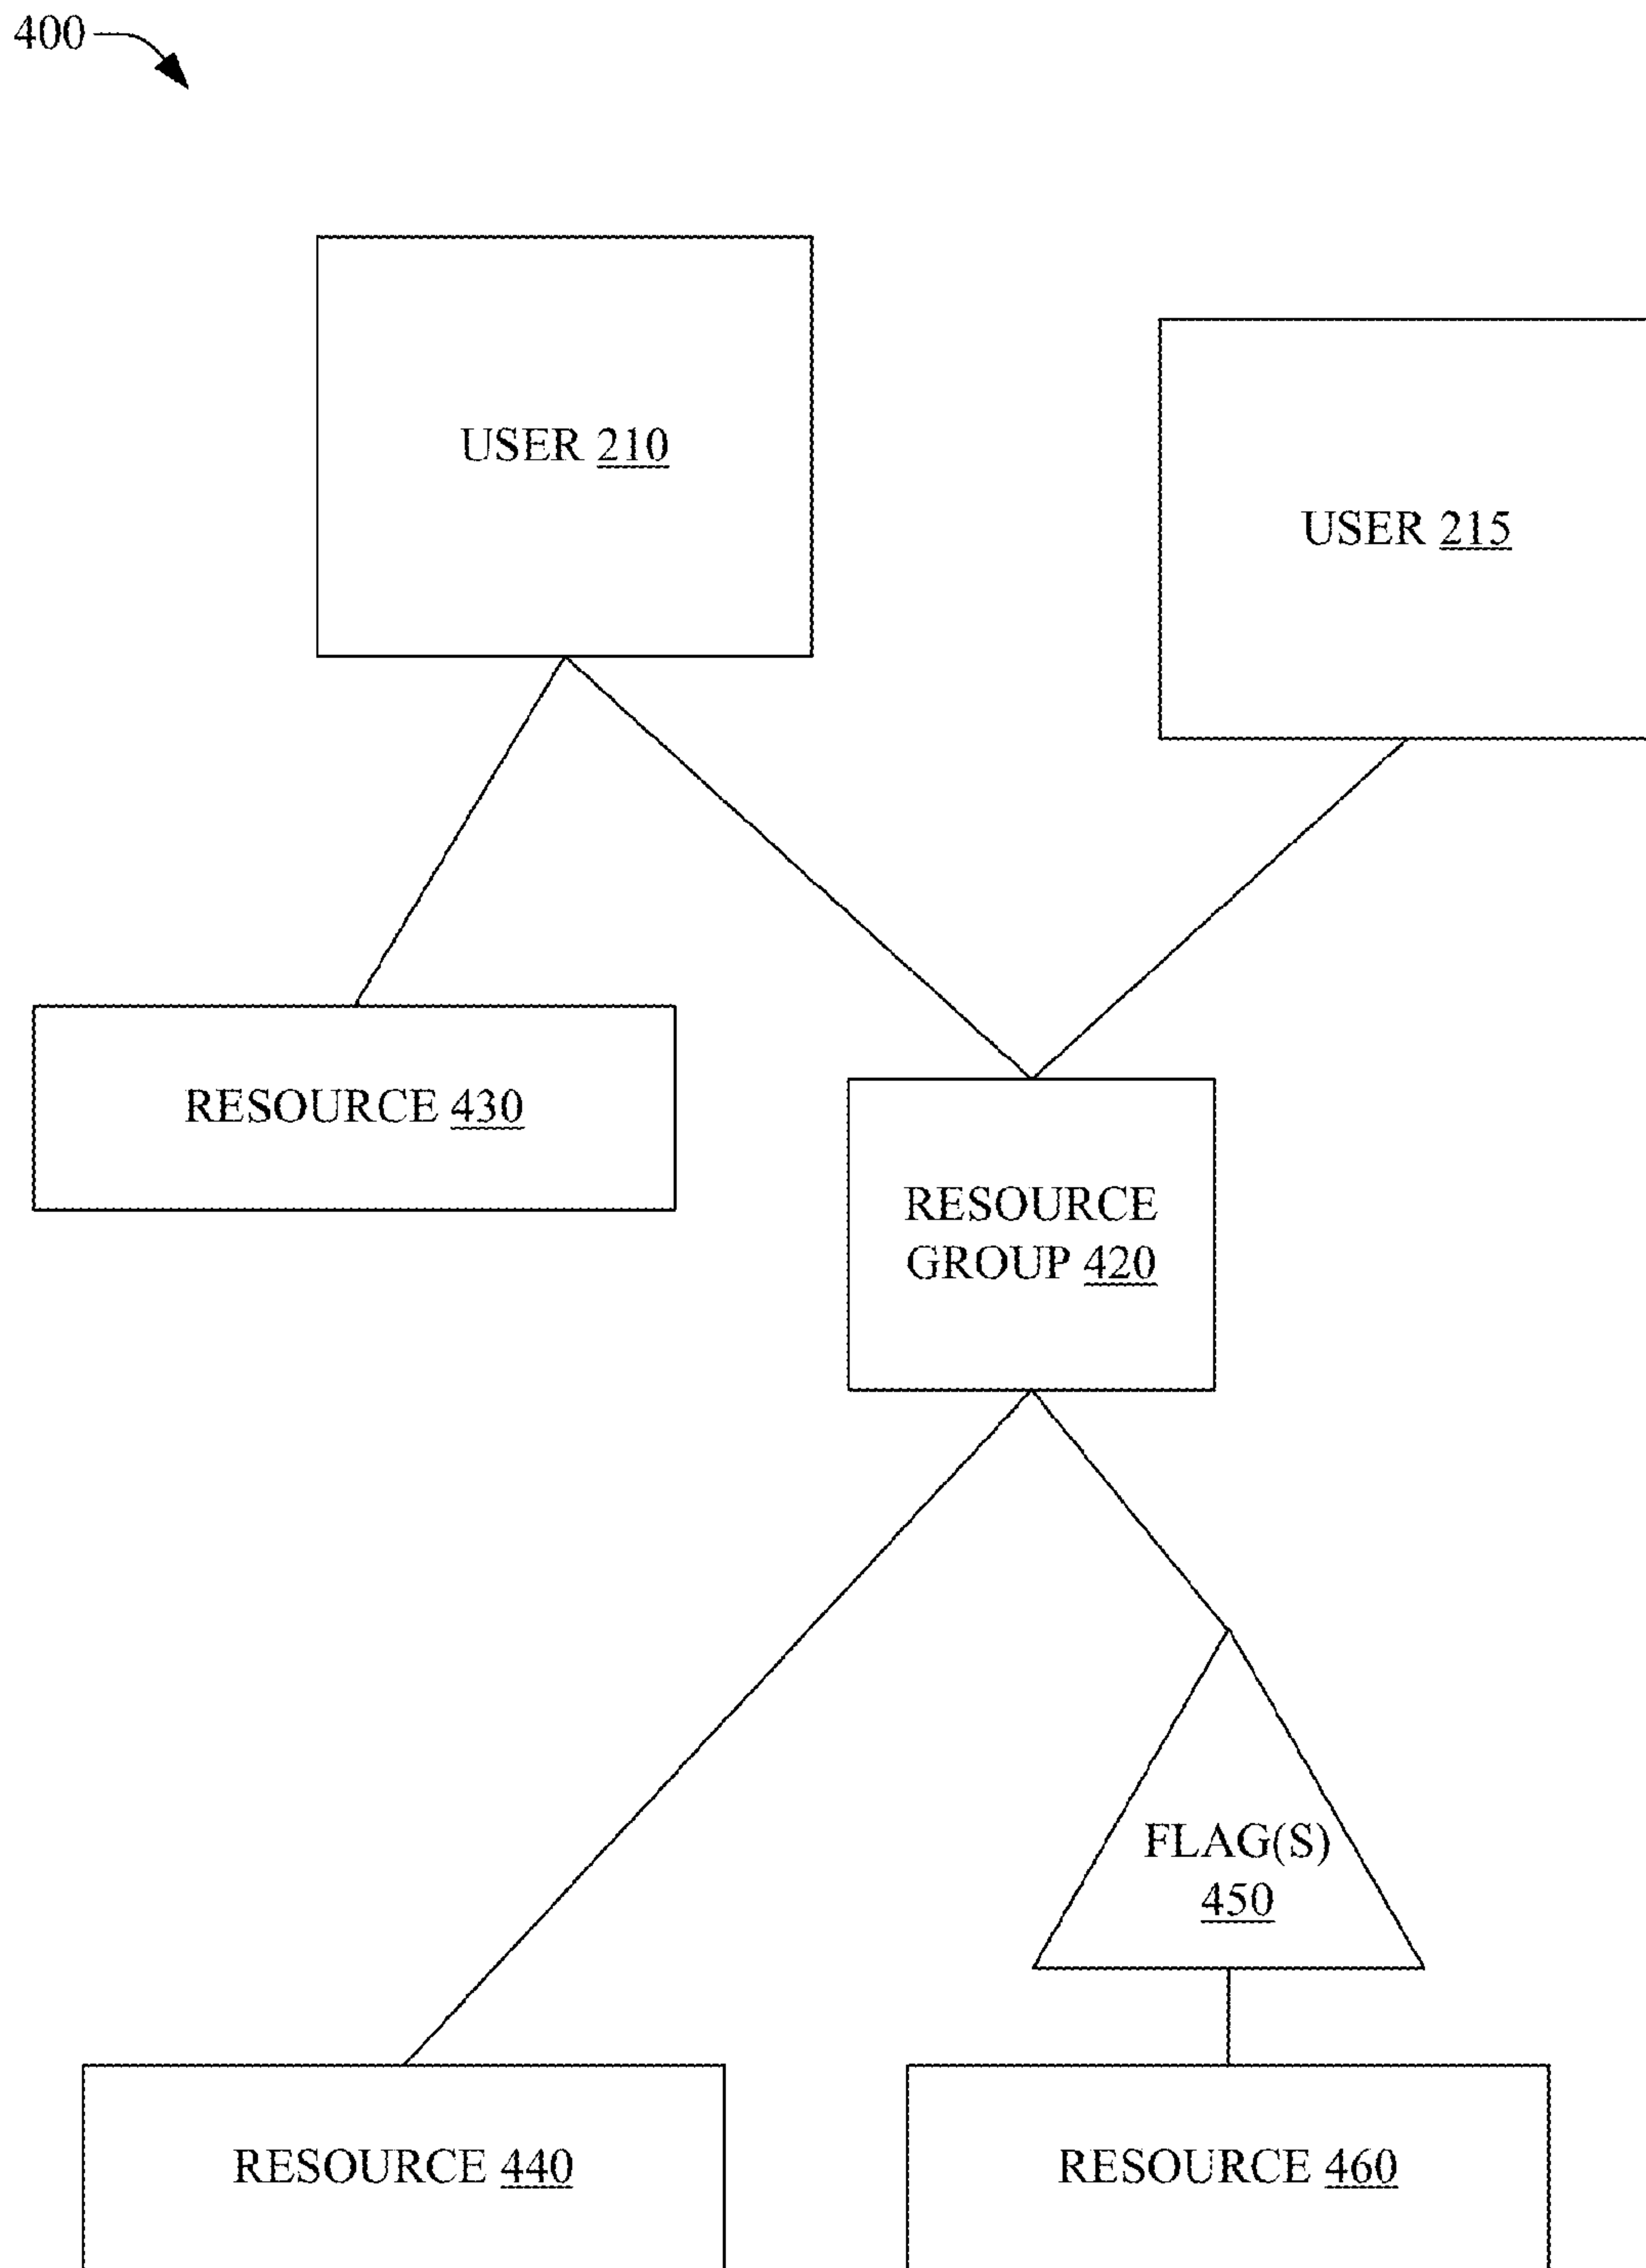 400
USER 210
USER 215
RESOURCE 430
RESOURCE
GROUP 420
FLAG(S)
450
RESOURCE 440
RESOURCE 460